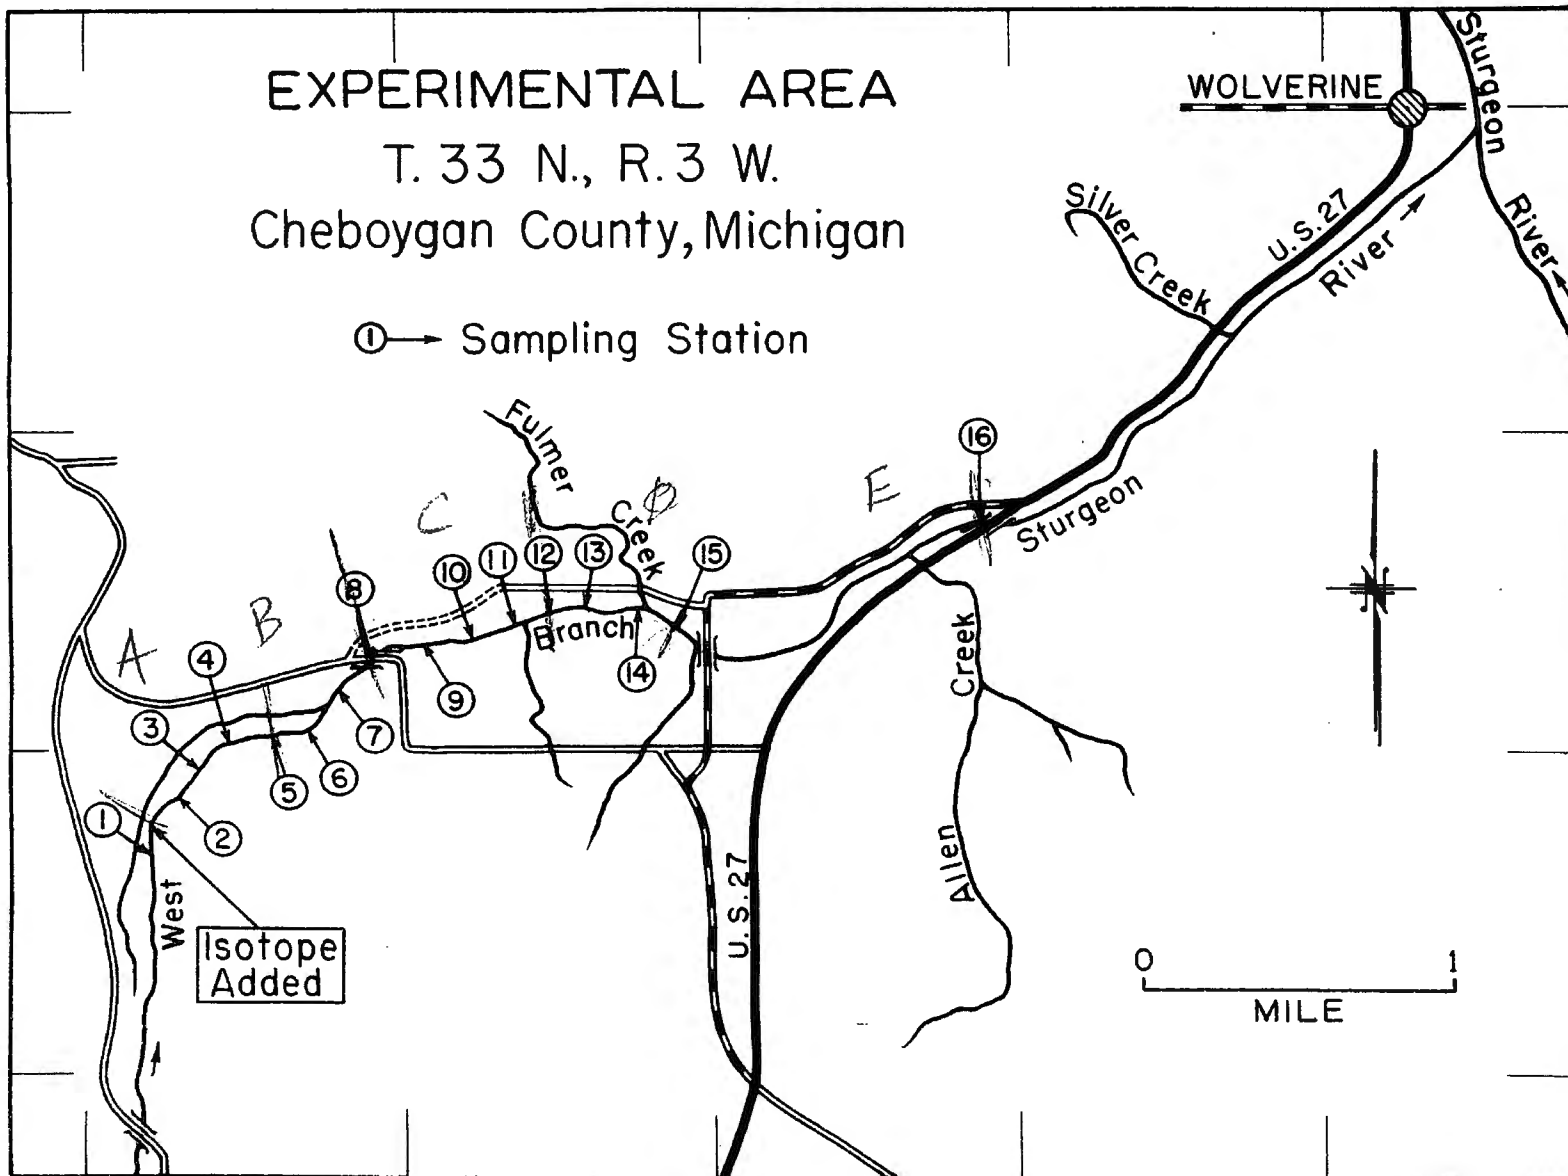 EXPERIMENTAL AREA
T. 33 N., R. 3 W.
Cheboygan County, Michigan
① → Sampling Station
WOLVERINE
Sturgeon
River
Silver Creek
U.S. 27
River
Fulmer
Creek
16
E
Sturgeon
C
D
8
10
11
12
13
15
B
A
4
Branch
14
9
3
7
5
6
1
2
Creek
Allen
West
U.S. 27
Isotope
Added
N
0 1
MILE